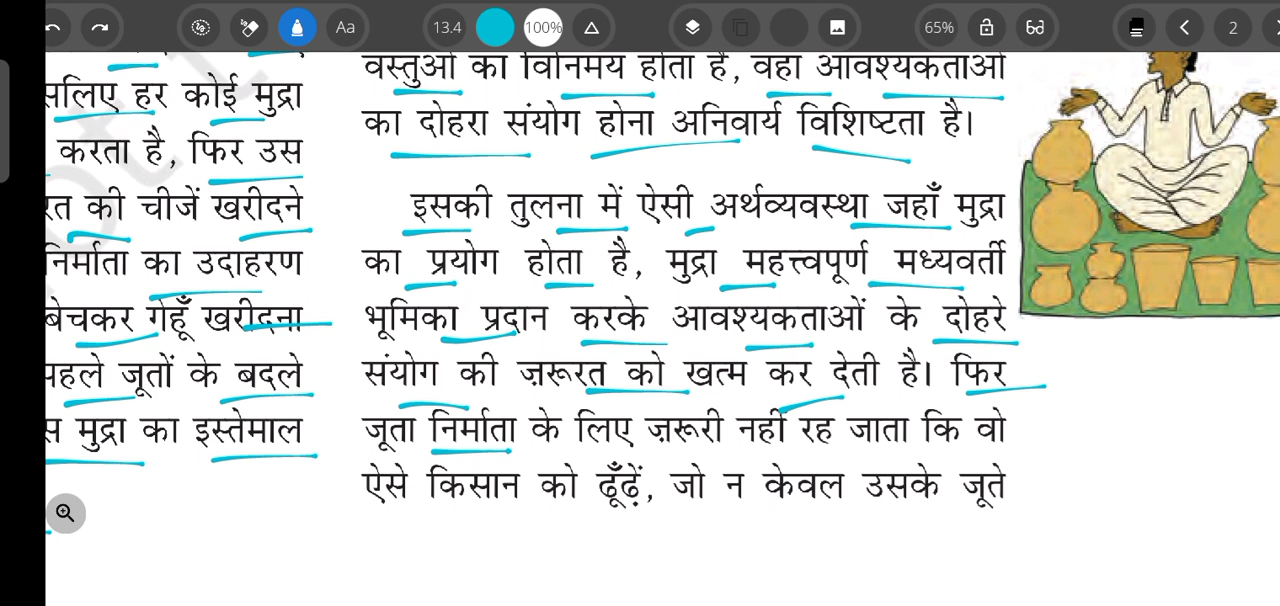 13.4
100%
65%
2
Aa
हर कोई मुद्रा
करता है, फिर उस
की चीजें खरीदने
निर्माता का उदाहरण
बेचकर गेहूँ खरीदना
पहले जूतों के बदले
मुद्रा का इस्तेमाल
वस्तुओं का विनिमय होता है, वहाँ आवश्यकताओं
का दोहरा संयोग होना अनिवार्य विशिष्टता है।
इसकी तुलना में ऐसी अर्थव्यवस्था जहाँ मुद्रा
का प्रयोग होता है, मुद्रा महत्त्वपूर्ण मध्यवर्ती
भूमिका प्रदान करके आवश्यकताओं के दोहरे
संयोग की ज़रूरत को खत्म कर देती है। फिर
जूता निर्माता के लिए ज़रूरी नहीं रह जाता कि वो
ऐसे किसान को ढूँढ़ें, जो न केवल उसके जूते